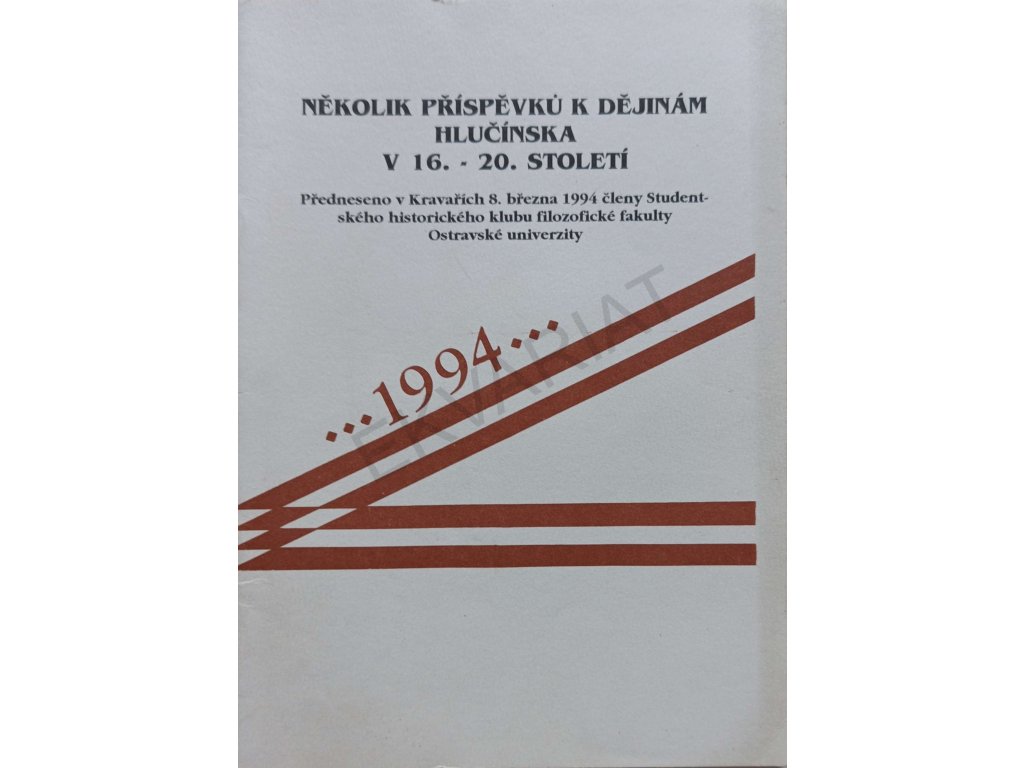 NĚKOLIK PŘÍSPĚVKŮ K DĚJINÁM
HLUČÍNSKA
V 16. - 20. STOLETÍ
Předneseno v Kravařích 8. března 1994 členy Student-
ského historického klubu filozofické fakulty
Ostravské univerzity
...1994...
EKVARIAT